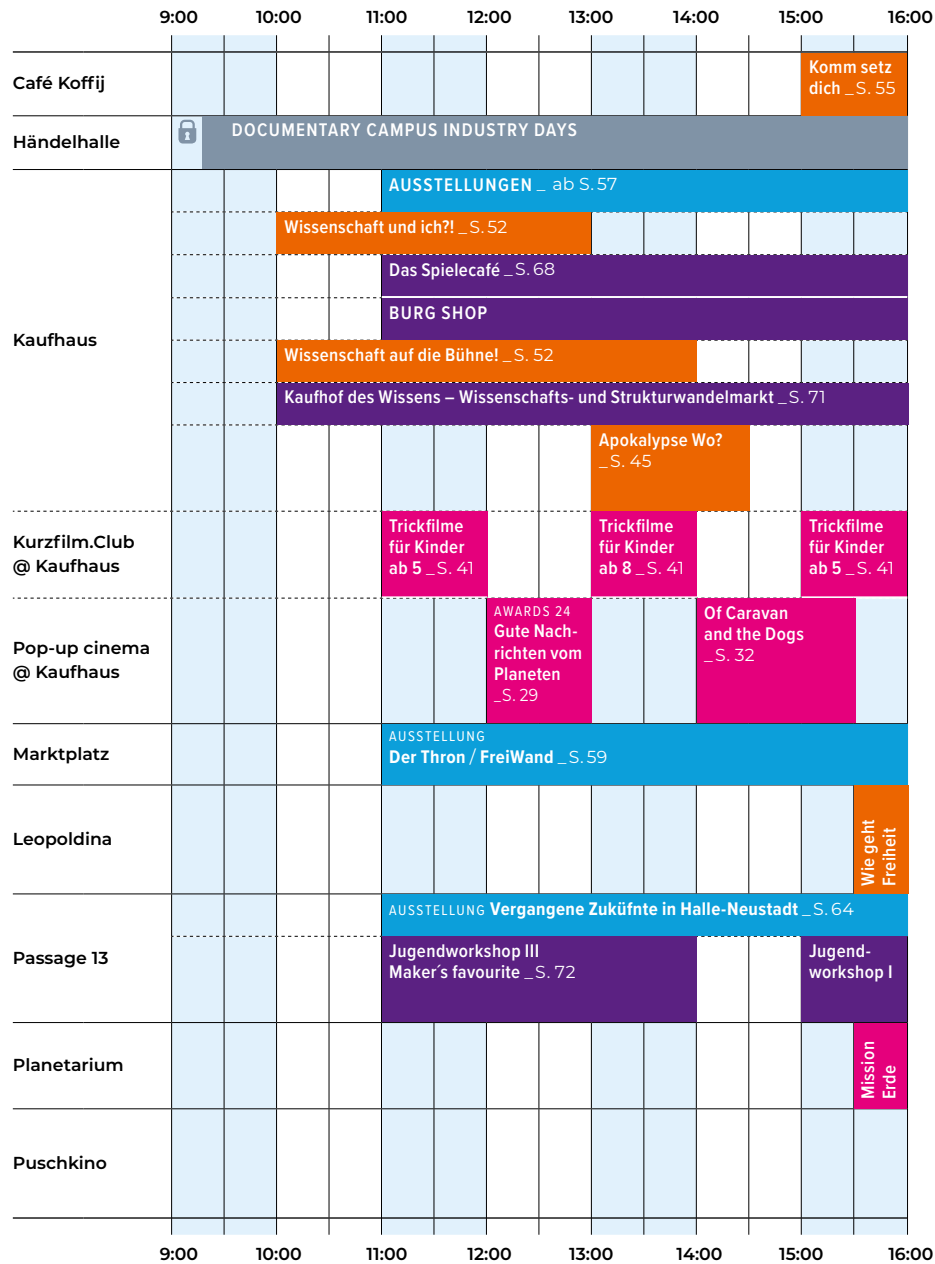 9:00 10:00 11:00 12:00 13:00 14:00 15:00 16:00
Café Koffij
Komm setz
dich _S. 55
Händelhalle
DOCUMENTARY CAMPUS INDUSTRY DAYS
Kaufhaus
AUSSTELLUNGEN _ ab S. 57
Wissenschaft und ich?! _S. 52
Das Spielecafé _S. 68
BURG SHOP
Wissenschaft auf die Bühne! _S. 52
Kaufhof des Wissens – Wissenschafts- und Strukturwandelmarkt _S. 71
Apokalypse Wo?
_S. 45
Kurzfilm.Club
@ Kaufhaus
Trickfilme
für Kinder
ab 5 _S. 41
Trickfilme
für Kinder
ab 8 _S. 41
Trickfilme
für Kinder
ab 5 _S. 41
Pop-up cinema
@ Kaufhaus
AWARDS 24
Gute Nach-
richten vom
Planeten
_S. 29
Of Caravan
and the Dogs
_S. 32
Marktplatz
AUSSTELLUNG
Der Thron / FreiWand _S. 59
Leopoldina
Wie geht
Freiheit
Passage 13
AUSSTELLUNG Vergangene Zuküfnte in Halle-Neustadt _S. 64
Jugendworkshop III
Maker´s favourite _S. 72
Jugend-
workshop I
Planetarium
Mission
Erde
Puschkino
9:00 10:00 11:00 12:00 13:00 14:00 15:00 16:00